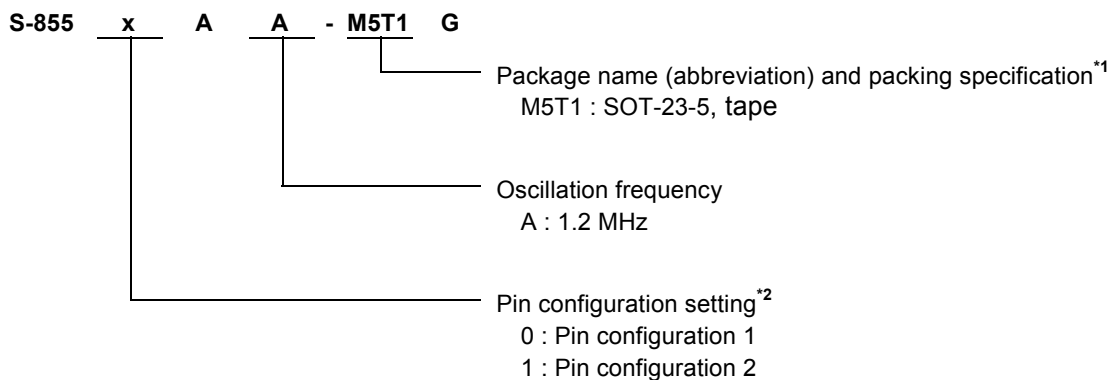 S-855 x A A - M5T1 G
Package name (abbreviation) and packing specification*1
M5T1 : SOT-23-5, tape
Oscillation frequency
A : 1.2 MHz
Pin configuration setting*2
0 : Pin configuration 1
1 : Pin configuration 2